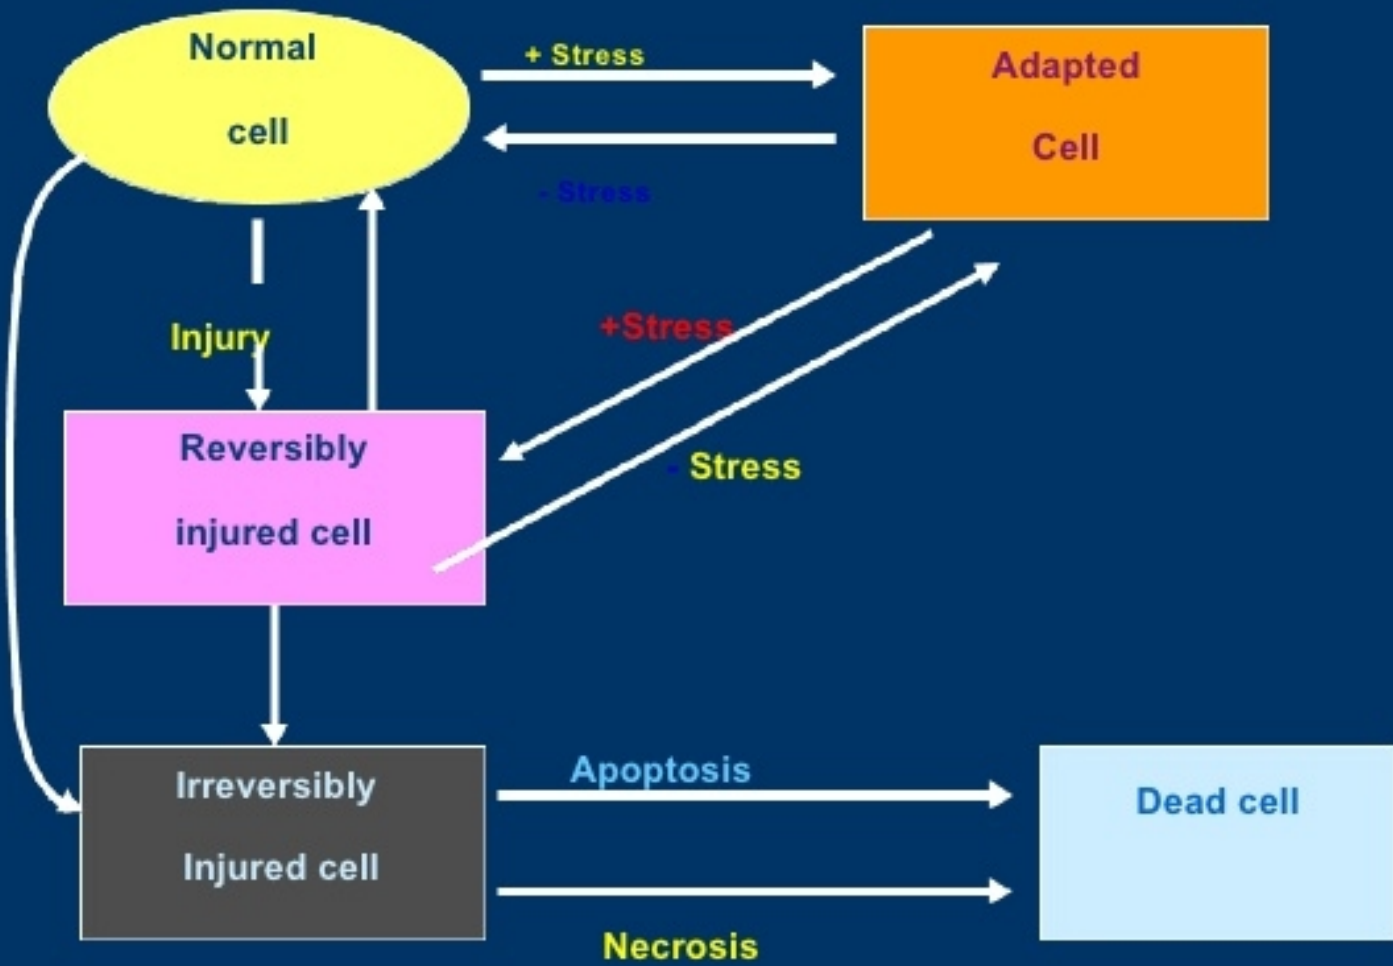 Normal
cell
+ Stress
Adapted
Cell
- Stress
Injury
+Stress
Reversibly
injured cell
- Stress
Irreversibly
Injured cell
Apoptosis
Dead cell
Necrosis